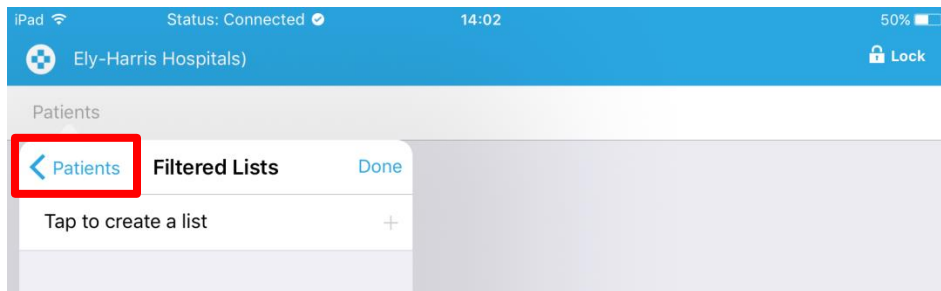 iPad Status: Connected 14:02 50%
Ely-Harris Hospitals) Lock
Patients
Patients Filtered Lists Done
Tap to create a list +